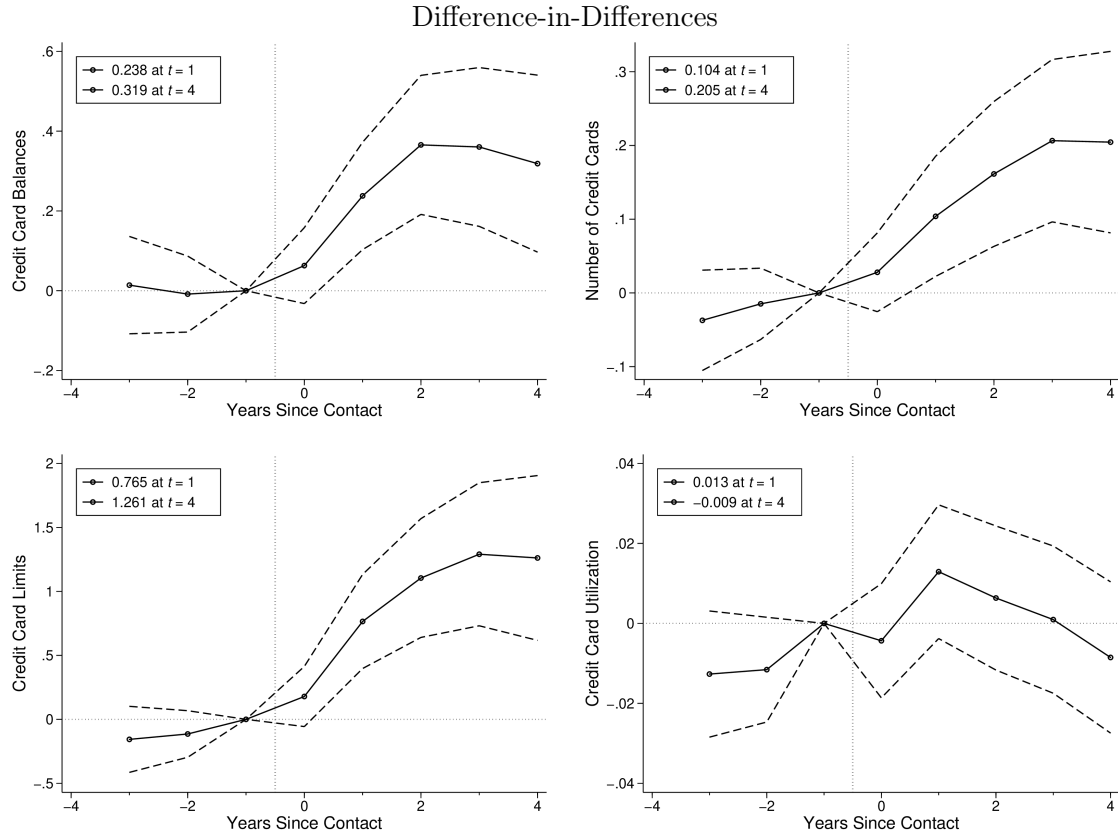 Difference-in-Differences
0.238 at t = 1
0.319 at t = 4
Credit Card Balances
.6
.4
.2
0
−.2
−4
−2
0
2
4
Years Since Contact
0.104 at t = 1
0.205 at t = 4
Number of Credit Cards
.3
.2
.1
0
−.1
−4
−2
0
2
4
Years Since Contact
0.765 at t = 1
1.261 at t = 4
Credit Card Limits
2
1.5
1
.5
0
−.5
−4
−2
0
2
4
Years Since Contact
0.013 at t = 1
−0.009 at t = 4
Credit Card Utilization
.04
.02
0
−.02
−.04
−4
−2
0
2
4
Years Since Contact